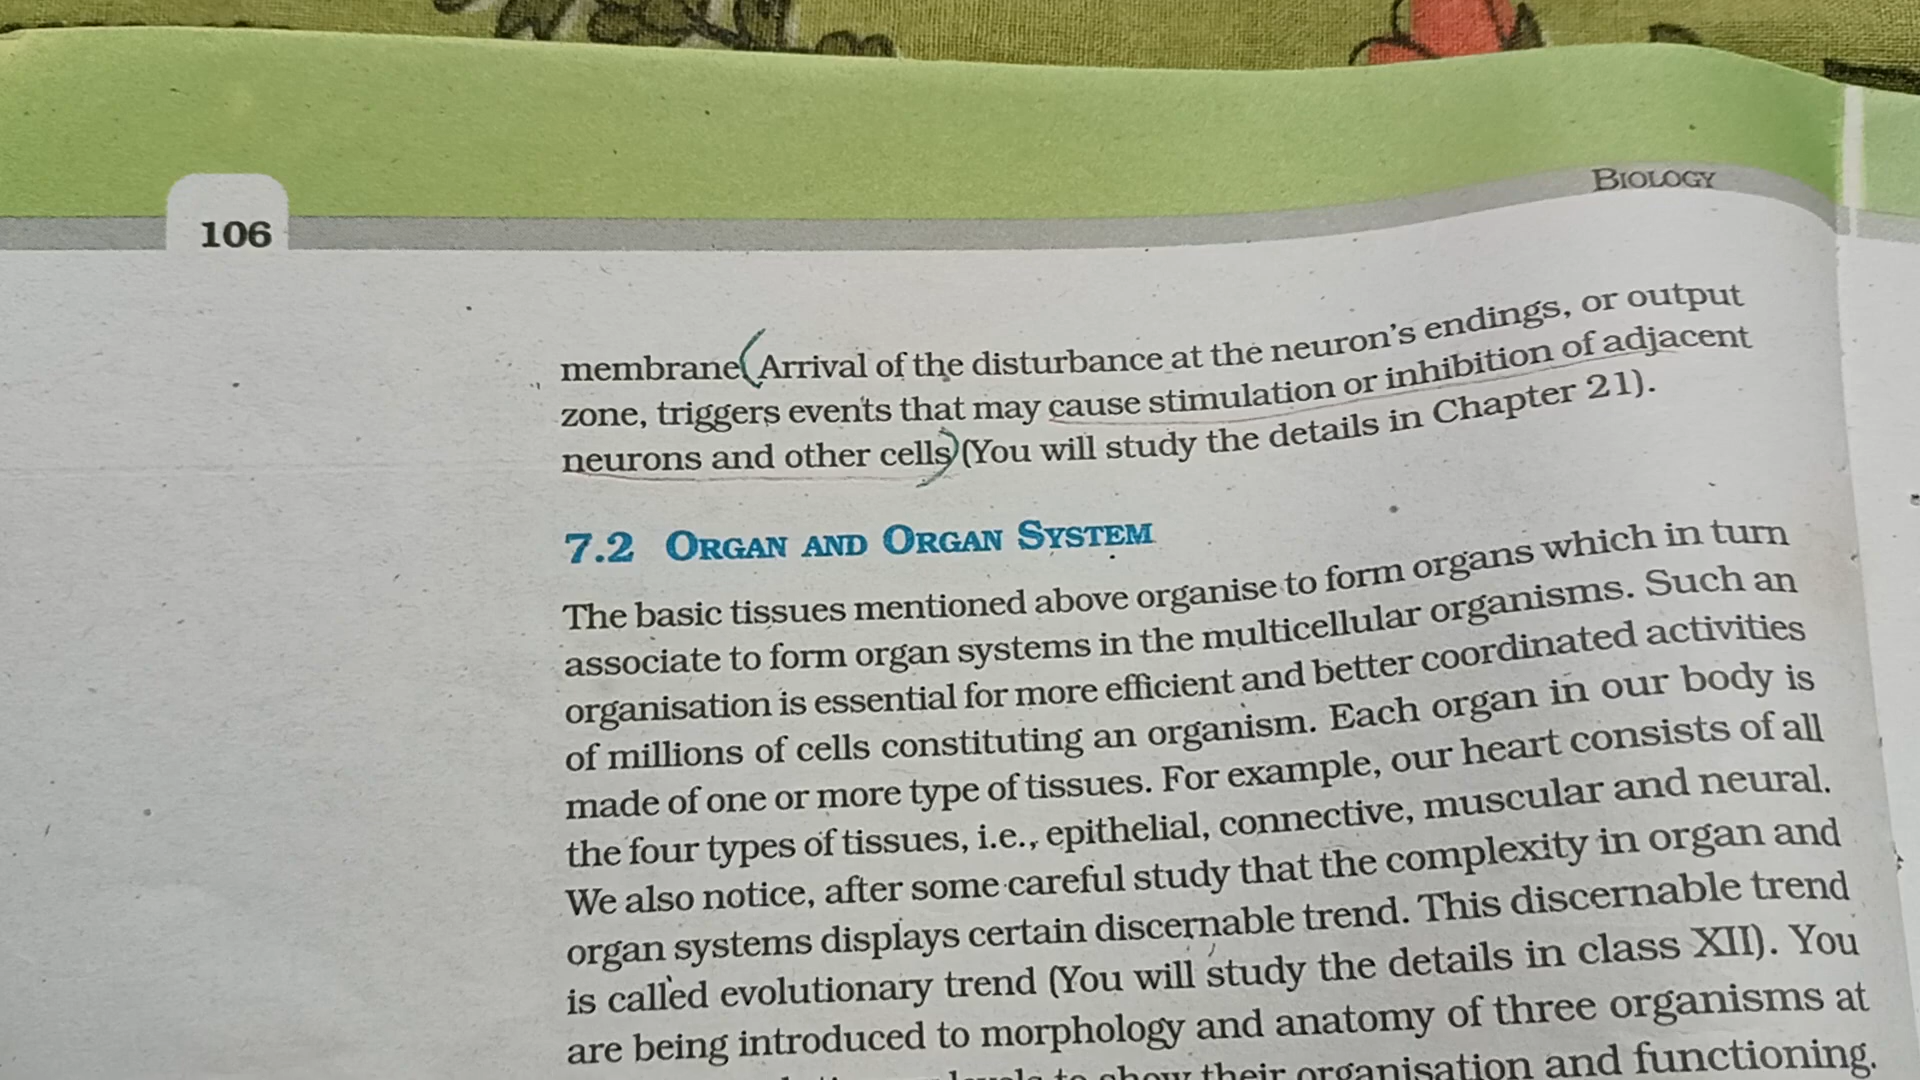 BIOLOGY
106
membrane. Arrival of the disturbance at the neuron's endings, or output
zone, triggers events that may cause stimulation or inhibition of adjacent
neurons and other cells (You will study the details in Chapter 21).
7.2 ORGAN AND ORGAN SYSTEM
The basic tissues mentioned above organise to form organs which in turn
associate to form organ systems in the multicellular organisms. Such an
organisation is essential for more efficient and better coordinated activities
of millions of cells constituting an organism. Each organ in our body is
made of one or more type of tissues. For example, our heart consists of all
the four types of tissues, i.e., epithelial, connective, muscular and neural.
We also notice, after some careful study that the complexity in organ and
organ systems displays certain discernable trend. This discernable trend
is called evolutionary trend (You will study the details in class XII). You
are being introduced to morphology and anatomy of three organisms at
to show their organisation and functioning.